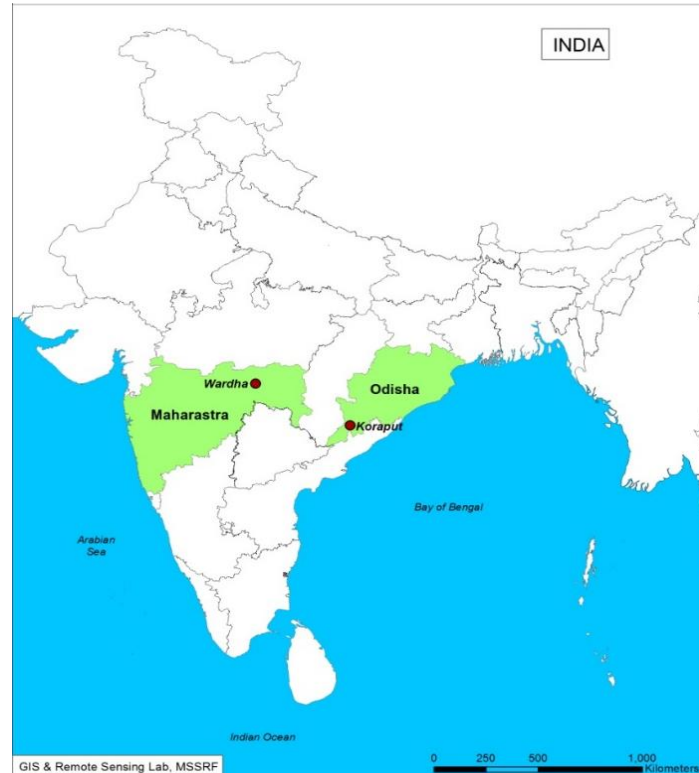 INDIA
Wardha
Odisha
Maharastra
Koraput
Bay of Bengal
Arabian
Sea
Indian Ocean
GIS & Remote Sensing Lab, MSSRF
0 250 500 1,000
Kilometers